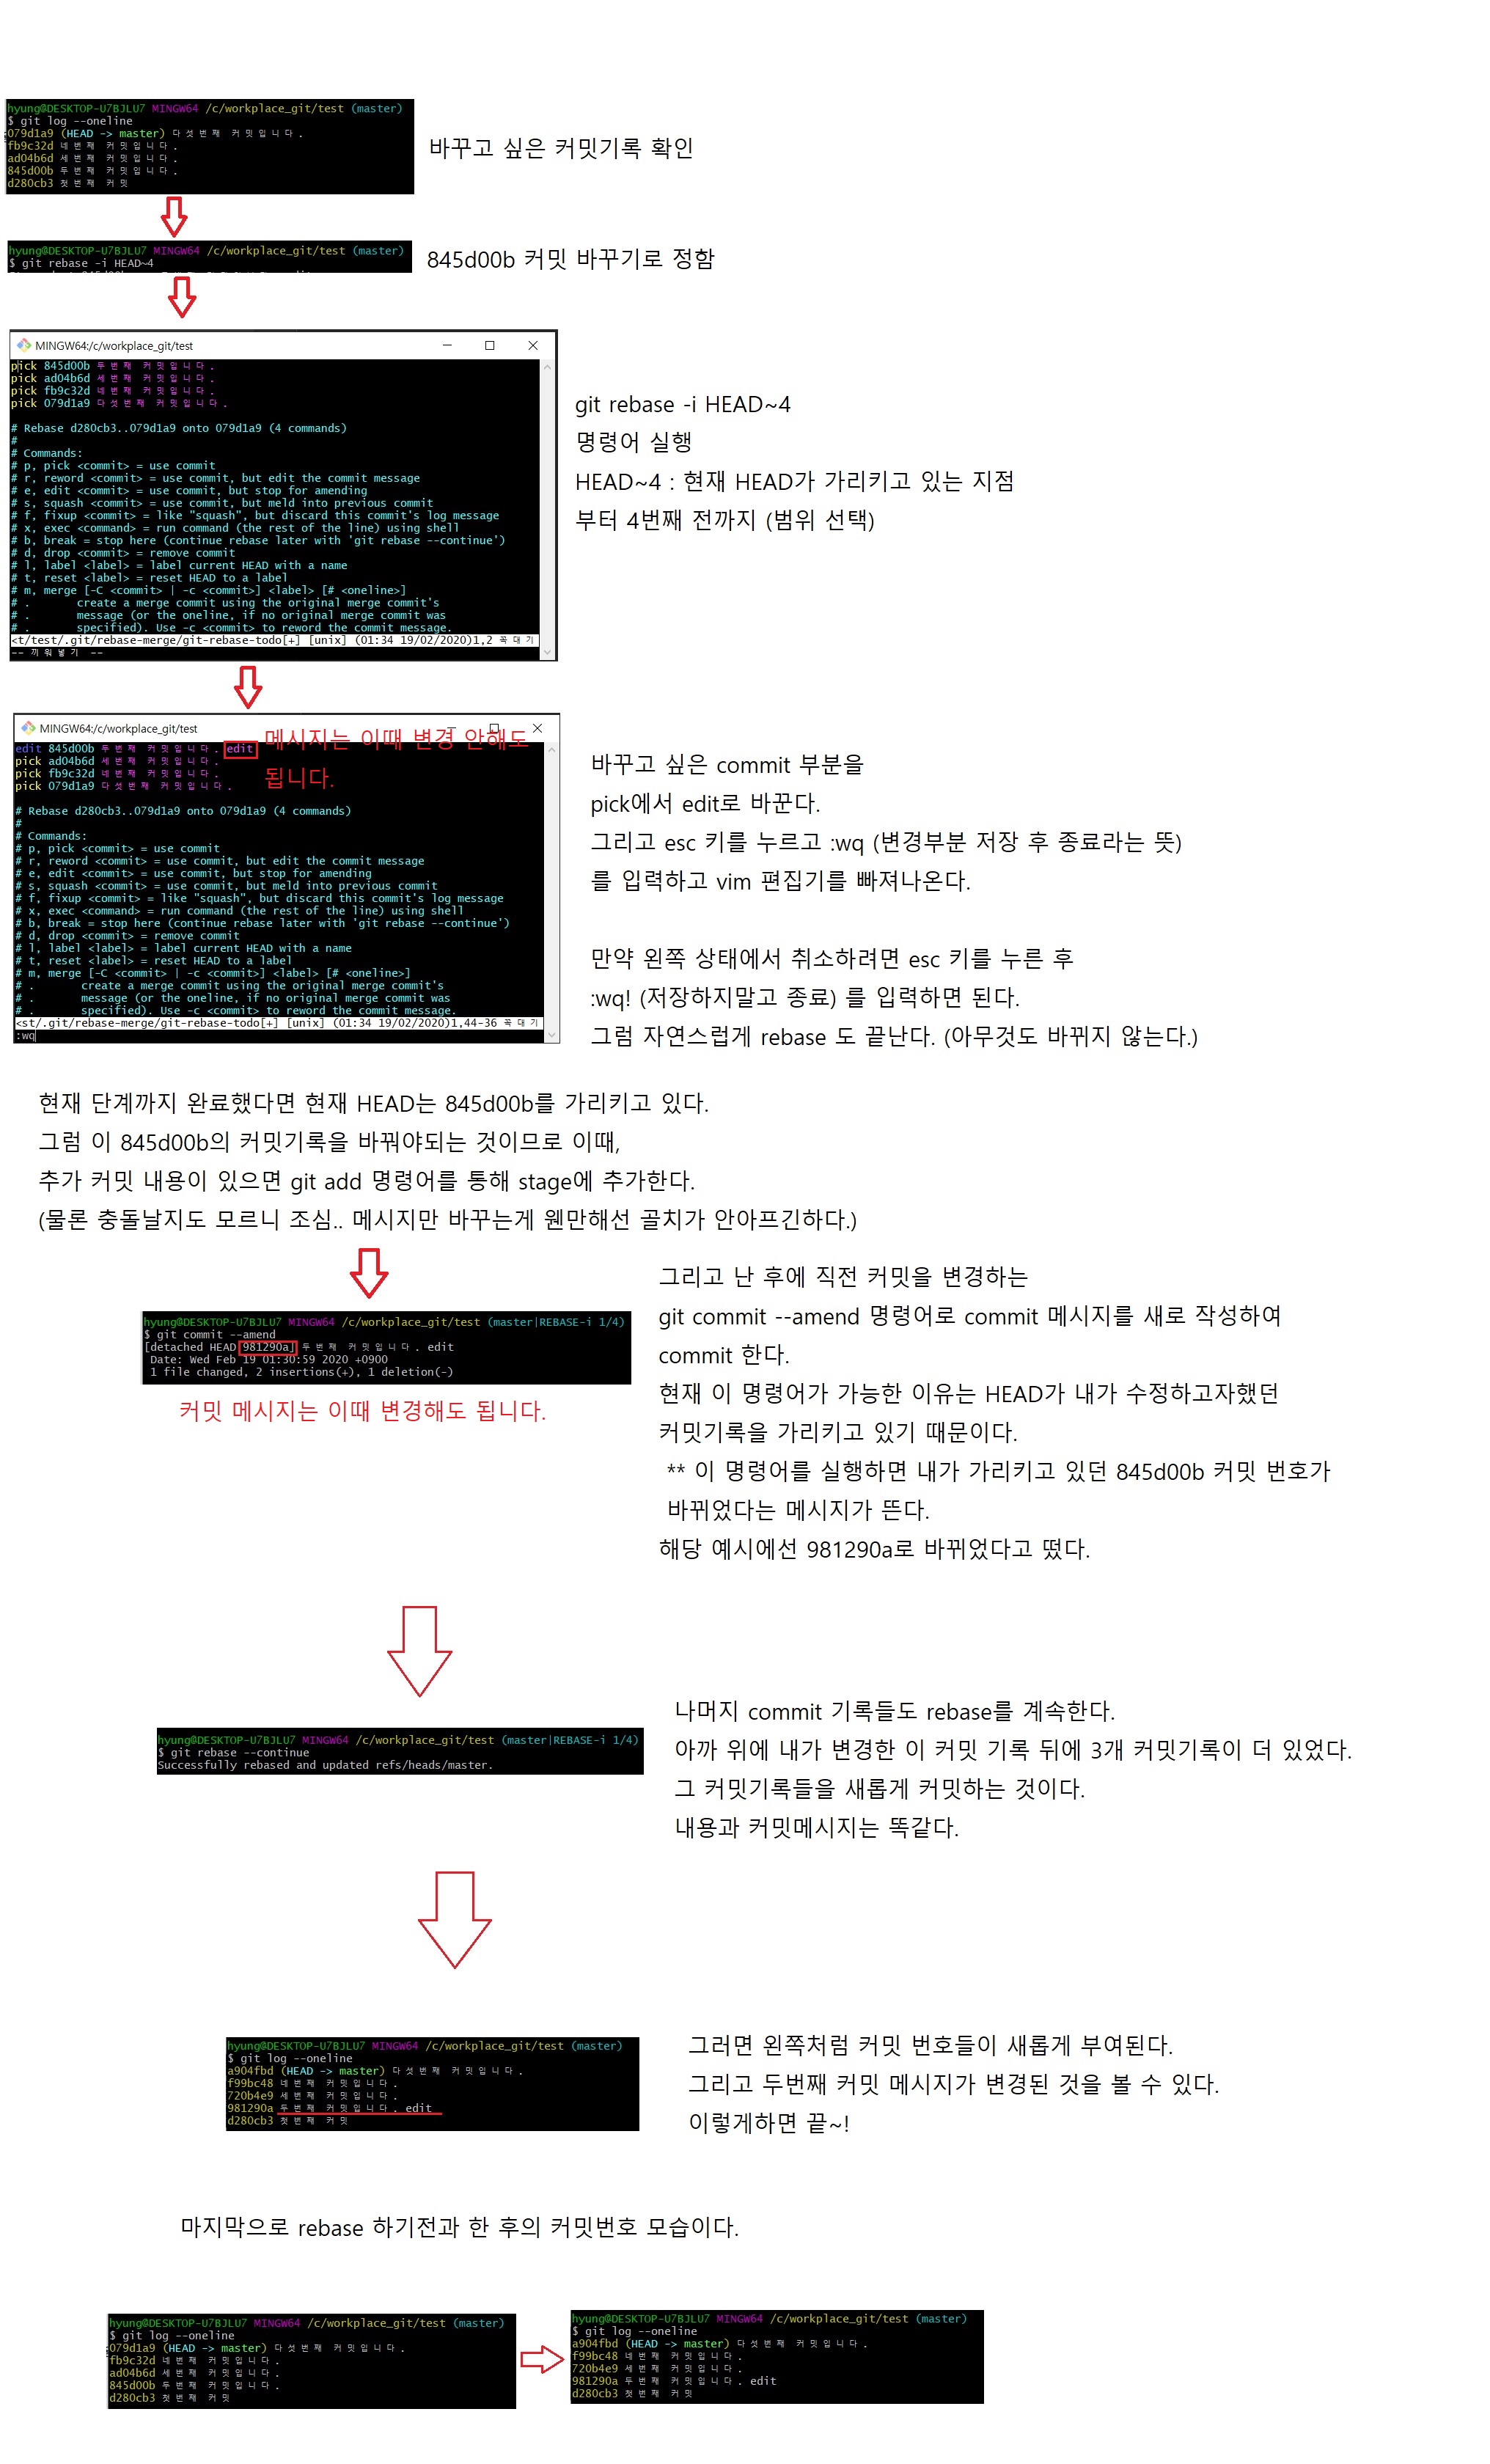 hyung@DESKTOP-U7BJLU7 MINGW64 /c/workplace_git/test (master)
$ git log --oneline
079d1a9 (HEAD -> master) 다섯번째 커밋입니다.
fb9c32d 네번째 커밋입니다.
ad04b6d 세번째 커밋입니다.
845d00b 두번째 커밋입니다.
d280cb3 첫번째 커밋
바꾸고 싶은 커밋기록 확인
hyung@DESKTOP-U7BJLU7 MINGW64 /c/workplace_git/test (master)
$ git rebase -i HEAD~4
845d00b 커밋 바꾸기로 정함
MINGW64:/c/workplace_git/test
pick 845d00b 두번째 커밋입니다.
pick ad04b6d 세번째 커밋입니다.
pick fb9c32d 네번째 커밋입니다.
pick 079d1a9 다섯번째 커밋입니다.
# Rebase d280cb3..079d1a9 onto 079d1a9 (4 commands)
#
# Commands:
# p, pick <commit> = use commit
# r, reword <commit> = use commit, but edit the commit message
# e, edit <commit> = use commit, but stop for amending
# s, squash <commit> = use commit, but meld into previous commit
# f, fixup <commit> = like "squash", but discard this commit's log message
# x, exec <command> = run command (the rest of the line) using shell
# b, break = stop here (continue rebase later with 'git rebase --continue')
# d, drop <commit> = remove commit
# l, label <label> = label current HEAD with a name
# t, reset <label> = reset HEAD to a label
# m, merge [-C <commit> | -c <commit>] <label> [# <oneline>]
# .       create a merge commit using the original merge commit's
# .       message (or the oneline, if no original merge commit was
# .       specified). Use -c <commit> to reword the commit message.
<t/test/.git/rebase-merge/git-rebase-todo[+] [unix] (01:34 19/02/2020)1,2 꼭대기
-- 끼워넣기 --
git rebase -i HEAD~4
명령어 실행
HEAD~4 : 현재 HEAD가 가리키고 있는 지점
부터 4번째 전까지 (범위 선택)
MINGW64:/c/workplace_git/test
edit 845d00b 두번째 커밋입니다. edit
pick ad04b6d 세번째 커밋입니다.
pick fb9c32d 네번째 커밋입니다.
pick 079d1a9 다섯번째 커밋입니다.
메시지는 이때 변경 안해도
됩니다.
# Rebase d280cb3..079d1a9 onto 079d1a9 (4 commands)
#
# Commands:
# p, pick <commit> = use commit
# r, reword <commit> = use commit, but edit the commit message
# e, edit <commit> = use commit, but stop for amending
# s, squash <commit> = use commit, but meld into previous commit
# f, fixup <commit> = like "squash", but discard this commit's log message
# x, exec <command> = run command (the rest of the line) using shell
# b, break = stop here (continue rebase later with 'git rebase --continue')
# d, drop <commit> = remove commit
# l, label <label> = label current HEAD with a name
# t, reset <label> = reset HEAD to a label
# m, merge [-C <commit> | -c <commit>] <label> [# <oneline>]
# .       create a merge commit using the original merge commit's
# .       message (or the oneline, if no original merge commit was
# .       specified). Use -c <commit> to reword the commit message.
<st/.git/rebase-merge/git-rebase-todo[+] [unix] (01:34 19/02/2020)1,44-36 꼭대기
:wq
바꾸고 싶은 commit 부분을
pick에서 edit로 바꾼다.
그리고 esc 키를 누르고 :wq (변경부분 저장 후 종료라는 뜻)
를 입력하고 vim 편집기를 빠져나온다.
만약 왼쪽 상태에서 취소하려면 esc 키를 누른 후
:wq! (저장하지말고 종료) 를 입력하면 된다.
그럼 자연스럽게 rebase 도 끝난다. (아무것도 바뀌지 않는다.)
현재 단계까지 완료했다면 현재 HEAD는 845d00b를 가리키고 있다.
그럼 이 845d00b의 커밋기록을 바꿔야되는 것이므로 이때,
추가 커밋 내용이 있으면 git add 명령어를 통해 stage에 추가한다.
(물론 충돌날지도 모르니 조심.. 메시지만 바꾸는게 웬만해선 골치가 안아프긴하다.)
hyung@DESKTOP-U7BJLU7 MINGW64 /c/workplace_git/test (master|REBASE-i 1/4)
$ git commit --amend
[detached HEAD 981290a] 두번째 커밋입니다. edit
Date: Wed Feb 19 01:30:59 2020 +0900
1 file changed, 2 insertions(+), 1 deletion(-)
커밋 메시지는 이때 변경해도 됩니다.
그리고 난 후에 직전 커밋을 변경하는
git commit --amend 명령어로 commit 메시지를 새로 작성하여
commit 한다.
현재 이 명령어가 가능한 이유는 HEAD가 내가 수정하고자했던
커밋기록을 가리키고 있기 때문이다.
** 이 명령어를 실행하면 내가 가리키고 있던 845d00b 커밋 번호가
바뀌었다는 메시지가 뜬다.
해당 예시에선 981290a로 바뀌었다고 떴다.
hyung@DESKTOP-U7BJLU7 MINGW64 /c/workplace_git/test (master|REBASE-i 1/4)
$ git rebase --continue
Successfully rebased and updated refs/heads/master.
나머지 commit 기록들도 rebase를 계속한다.
아까 위에 내가 변경한 이 커밋 기록 뒤에 3개 커밋기록이 더 있었다.
그 커밋기록들을 새롭게 커밋하는 것이다.
내용과 커밋메시지는 똑같다.
hyung@DESKTOP-U7BJLU7 MINGW64 /c/workplace_git/test (master)
$ git log --oneline
a904fbd (HEAD -> master) 다섯번째 커밋입니다.
f99bc48 네번째 커밋입니다.
720b4e9 세번째 커밋입니다.
981290a 두번째 커밋입니다. edit
d280cb3 첫번째 커밋
그러면 왼쪽처럼 커밋 번호들이 새롭게 부여된다.
그리고 두번째 커밋 메시지가 변경된 것을 볼 수 있다.
이렇게하면 끝~!
마지막으로 rebase 하기전과 한 후의 커밋번호 모습이다.
hyung@DESKTOP-U7BJLU7 MINGW64 /c/workplace_git/test (master)
$ git log --oneline
079d1a9 (HEAD -> master) 다섯번째 커밋입니다.
fb9c32d 네번째 커밋입니다.
ad04b6d 세번째 커밋입니다.
845d00b 두번째 커밋입니다.
d280cb3 첫번째 커밋
hyung@DESKTOP-U7BJLU7 MINGW64 /c/workplace_git/test (master)
$ git log --oneline
a904fbd (HEAD -> master) 다섯번째 커밋입니다.
f99bc48 네번째 커밋입니다.
720b4e9 세번째 커밋입니다.
981290a 두번째 커밋입니다. edit
d280cb3 첫번째 커밋